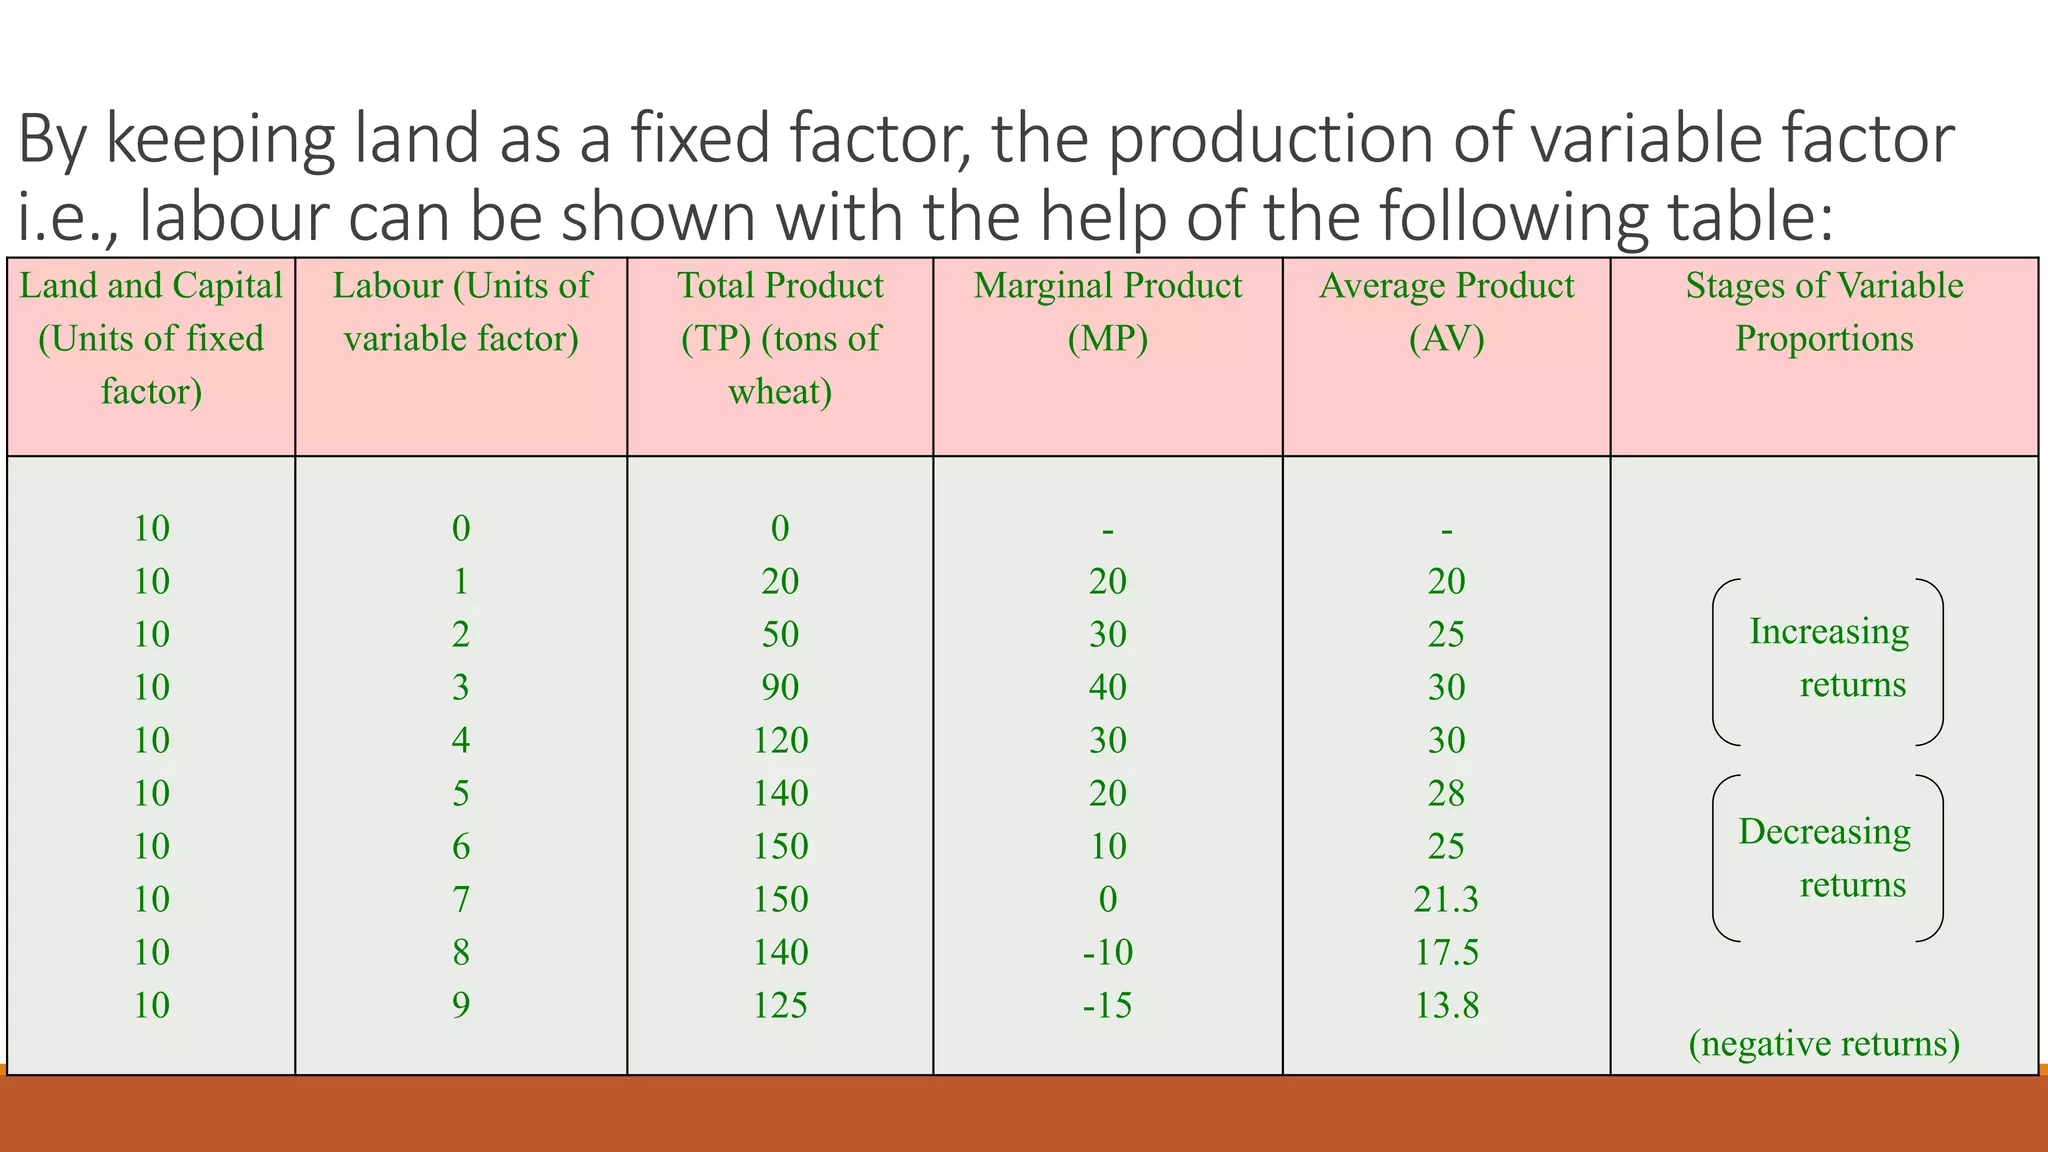 By keeping land as a fixed factor, the production of variable factor
i.e., labour can be shown with the help of the following table:
Land and Capital (Units of fixed factor) Labour (Units of variable factor) Total Product (TP) (tons of wheat) Marginal Product (MP) Average Product (AV) Stages of Variable Proportions
10 0 0 - -
10 1 20 20 20
10 2 50 30 25 Increasing
10 3 90 40 30 returns
10 4 120 30 30
10 5 140 20 28
10 6 150 10 25 Decreasing
10 7 150 0 21.3 returns
10 8 140 -10 17.5
10 9 125 -15 13.8
(negative returns)